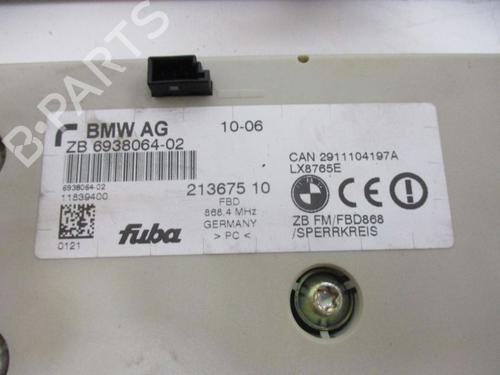 BMW AG
10-06
ZB 6938064-02
6938064-02
11839400
213675 10
FBD
868.4 MHz
GERMANY
> PC <
0121
fuba
CAN 2911104197A
LX8765E
CE
ZB FM/FBD868
/SPERRKREIS
B-PARTS